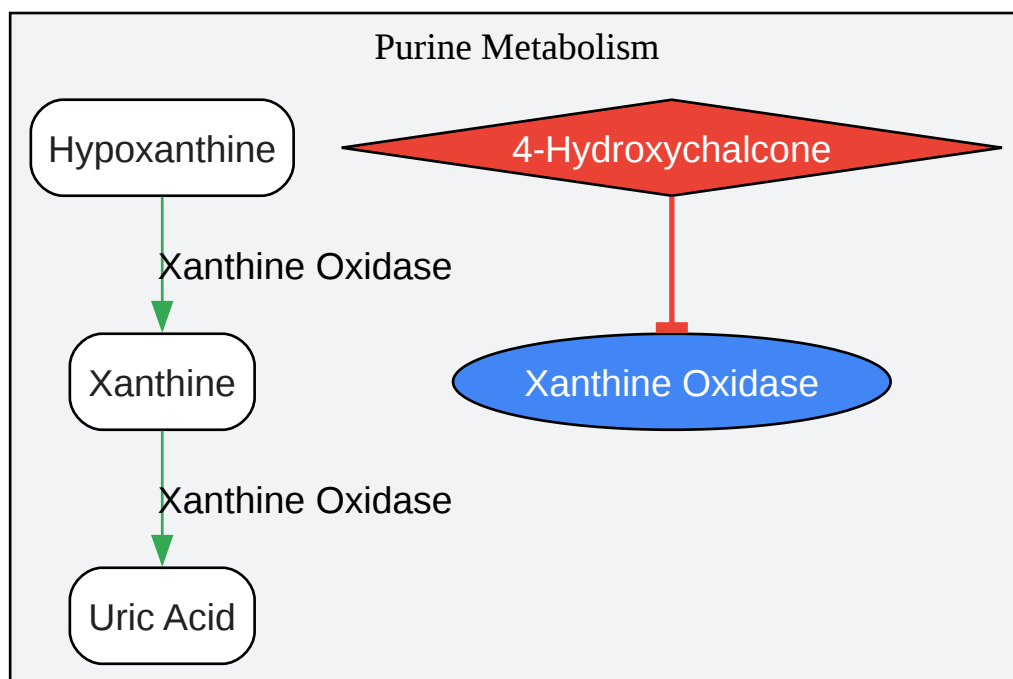 Purine Metabolism
Hypoxanthine
4-Hydroxychalcone
Xanthine Oxidase
Xanthine
Xanthine Oxidase
Xanthine Oxidase
Uric Acid